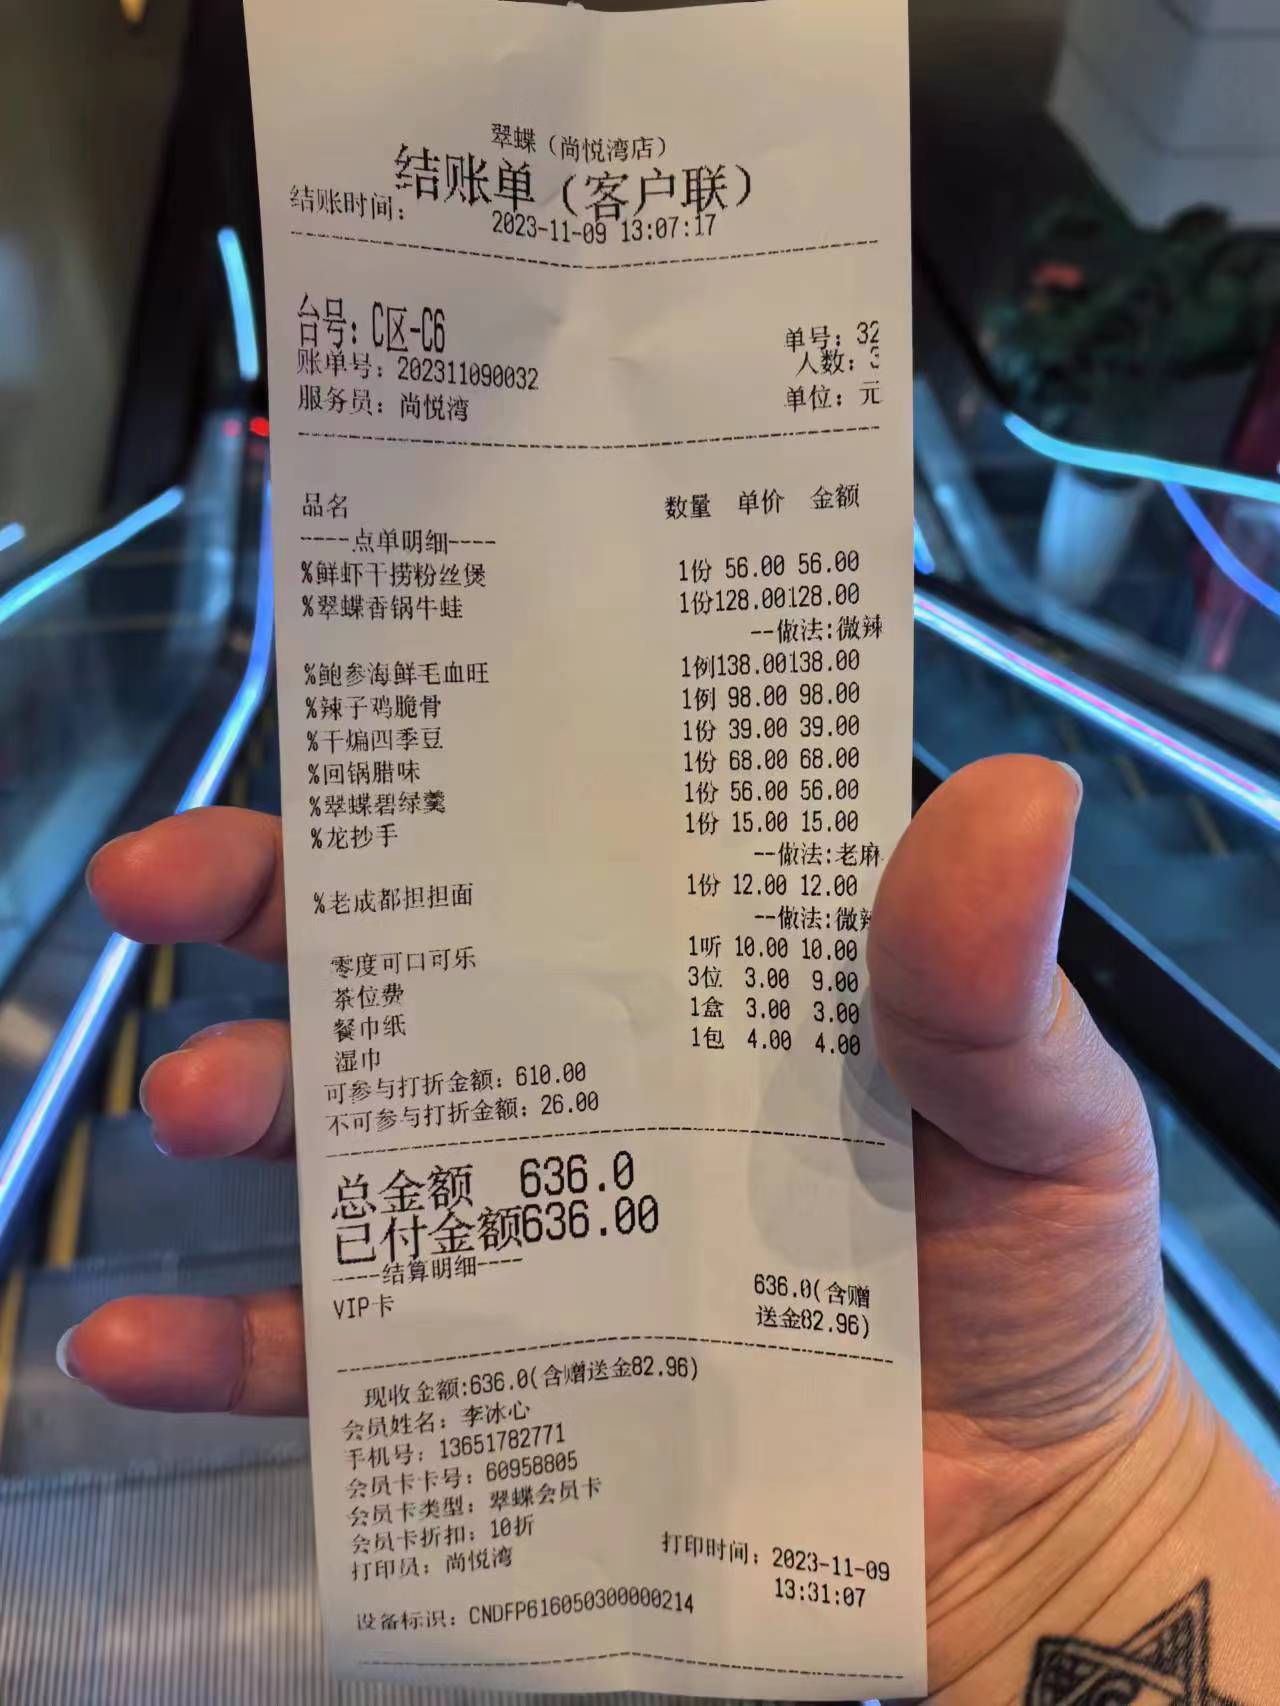 翠蝶（尚悦湾店）
结账单（客户联）
结账时间： 2023-11-09 13:07:17
台号：C区-C6
单号：32
账单号：202311090032
人数：3
服务员：尚悦湾
单位：元
品名 数量 单价 金额
----点单明细----
%鲜虾干捞粉丝煲 1份 56.00 56.00
%翠蝶香锅牛蛙 1份128.00128.00
--做法:微辣
%鲍参海鲜毛血旺 1例138.00138.00
%辣子鸡脆骨 1例 98.00 98.00
%干煸四季豆 1份 39.00 39.00
%回锅腊味 1份 68.00 68.00
%翠蝶碧绿羹 1份 56.00 56.00
%龙抄手 1份 15.00 15.00
--做法:老麻
%老成都担担面 1份 12.00 12.00
--做法:微辣
零度可口可乐 1听 10.00 10.00
茶位费 3位 3.00 9.00
餐巾纸 1盒 3.00 3.00
湿巾 1包 4.00 4.00
可参与打折金额：610.00
不可参与打折金额：26.00
总金额 636.0
已付金额636.00
-----结算明细----
VIP卡 636.0(含赠
送金82.96)
现收金额:636.0(含赠送金82.96)
会员姓名：李冰心
手机号：13651782771
会员卡卡号：60958805
会员卡类型：翠蝶会员卡
会员卡折扣：10折
打印员：尚悦湾
打印时间：2023-11-09
13:31:07
设备标识：CNDFP616050300000214